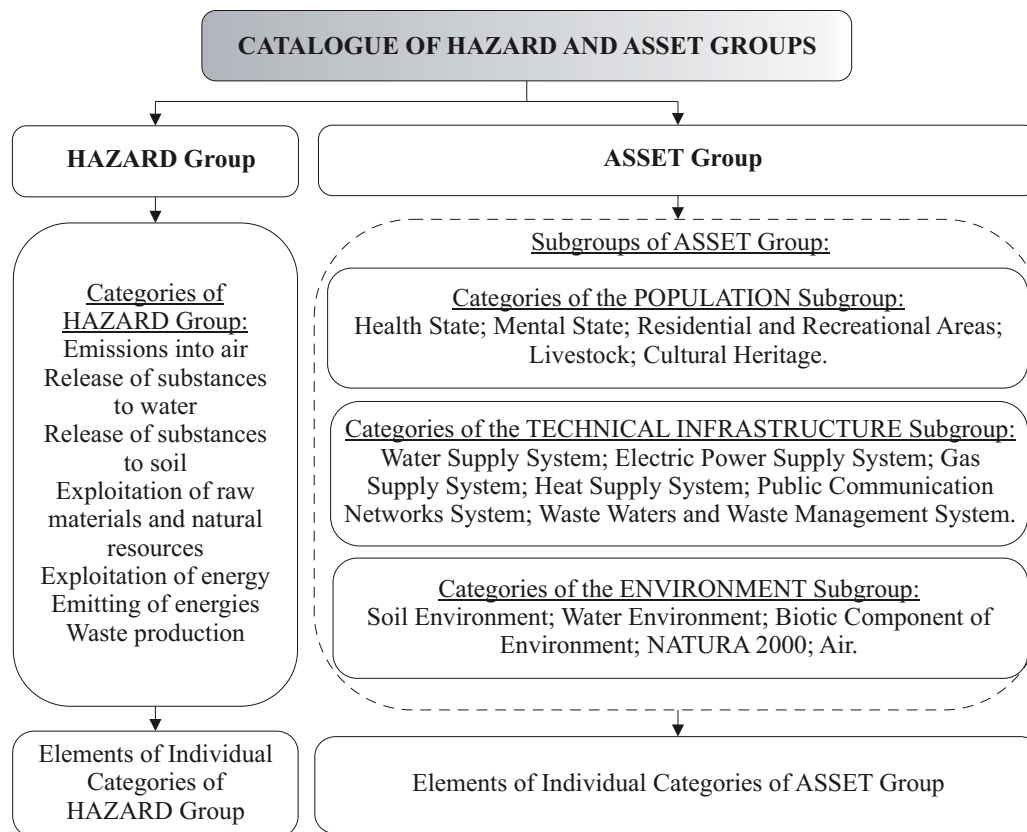 CATALOGUE OF HAZARD AND ASSET GROUPS
HAZARD Group
ASSET Group
Categories of
HAZARD Group:
Emissions into air
Release of substances
to water
Release of substances
to soil
Exploitation of raw
materials and natural
resources
Exploitation of energy
Emitting of energies
Waste production
Subgroups of ASSET Group:
Categories of the POPULATION Subgroup:
Health State; Mental State; Residential and Recreational Areas;
Livestock; Cultural Heritage.
Categories of the TECHNICAL INFRASTRUCTURE Subgroup:
Water Supply System; Electric Power Supply System; Gas
Supply System; Heat Supply System; Public Communication
Networks System; Waste Waters and Waste Management System.
Categories of the ENVIRONMENT Subgroup:
Soil Environment; Water Environment; Biotic Component of
Environment; NATURA 2000; Air.
Elements of Individual
Categories of
HAZARD Group
Elements of Individual Categories of ASSET Group